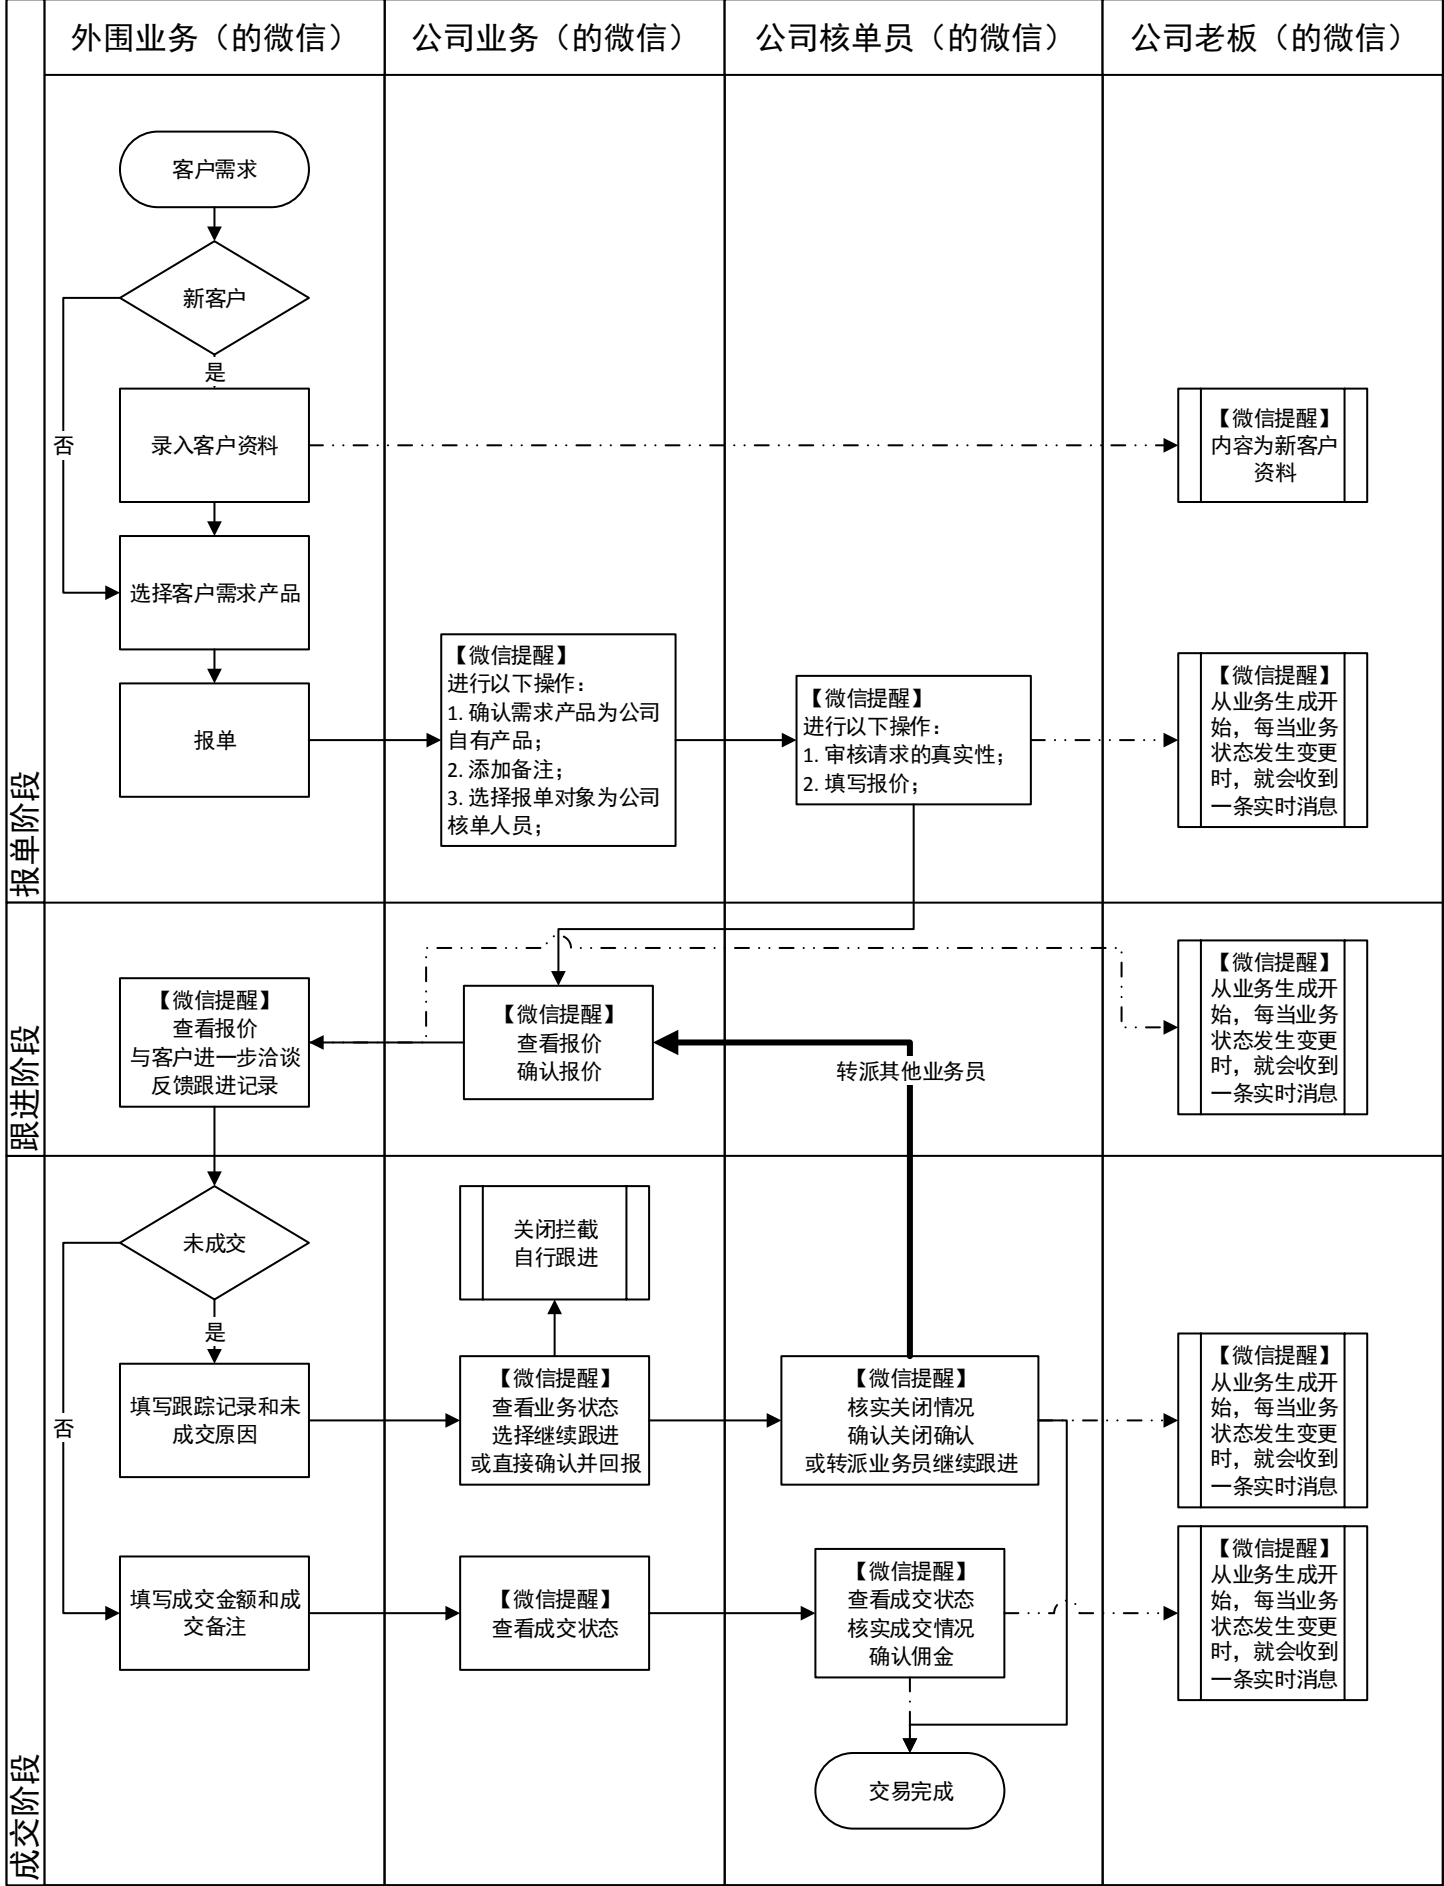 外围业务（的微信）
公司业务（的微信）
公司核单员（的微信）
公司老板（的微信）
报单阶段
客户需求
新客户
是
否
录入客户资料
【微信提醒】
内容为新客户
资料
选择客户需求产品
报单
【微信提醒】
进行以下操作：
1. 确认需求产品为公司
自有产品；
2. 添加备注；
3. 选择报单对象为公司
核单人员；
【微信提醒】
进行以下操作：
1. 审核请求的真实性；
2. 填写报价；
【微信提醒】
从业务生成开
始，每当业务
状态发生变更
时，就会收到
一条实时消息
跟进阶段
【微信提醒】
查看报价
与客户进一步洽谈
反馈跟进记录
【微信提醒】
查看报价
确认报价
转派其他业务员
【微信提醒】
从业务生成开
始，每当业务
状态发生变更
时，就会收到
一条实时消息
成交阶段
未成交
是
否
关闭拦截
自行跟进
填写跟踪记录和未
成交原因
【微信提醒】
查看业务状态
选择继续跟进
或直接确认并回报
【微信提醒】
核实关闭情况
确认关闭确认
或转派业务员继续跟进
【微信提醒】
从业务生成开
始，每当业务
状态发生变更
时，就会收到
一条实时消息
填写成交金额和成
交备注
【微信提醒】
查看成交状态
【微信提醒】
查看成交状态
核实成交情况
确认佣金
【微信提醒】
从业务生成开
始，每当业务
状态发生变更
时，就会收到
一条实时消息
交易完成